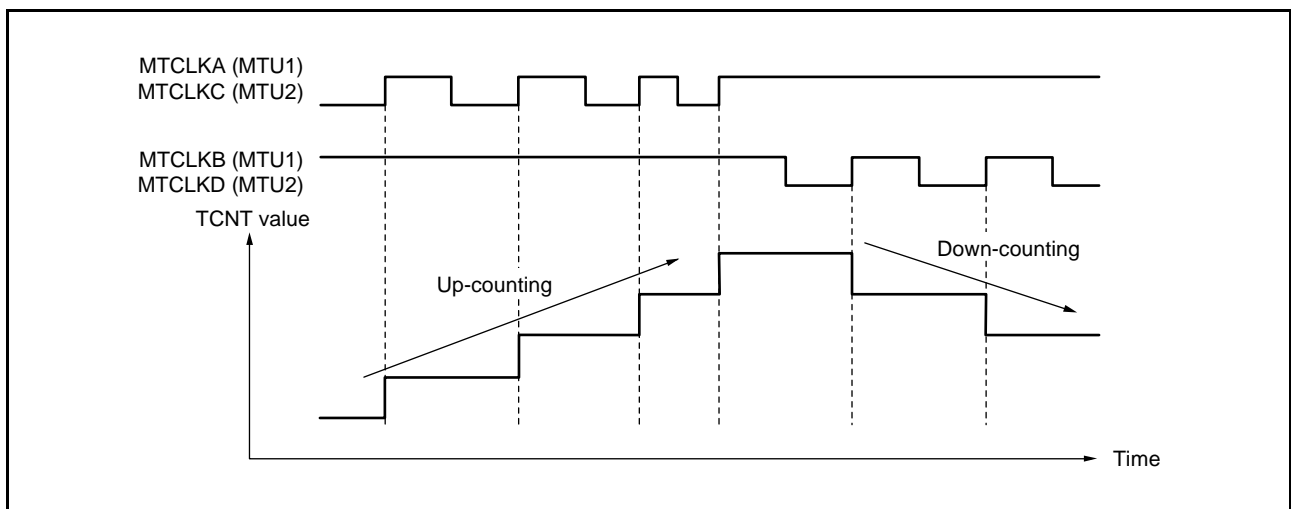 MTCLKA (MTU1)
MTCLKC (MTU2)
MTCLKB (MTU1)
MTCLKD (MTU2)
TCNT value
Up-counting
Down-counting
Time